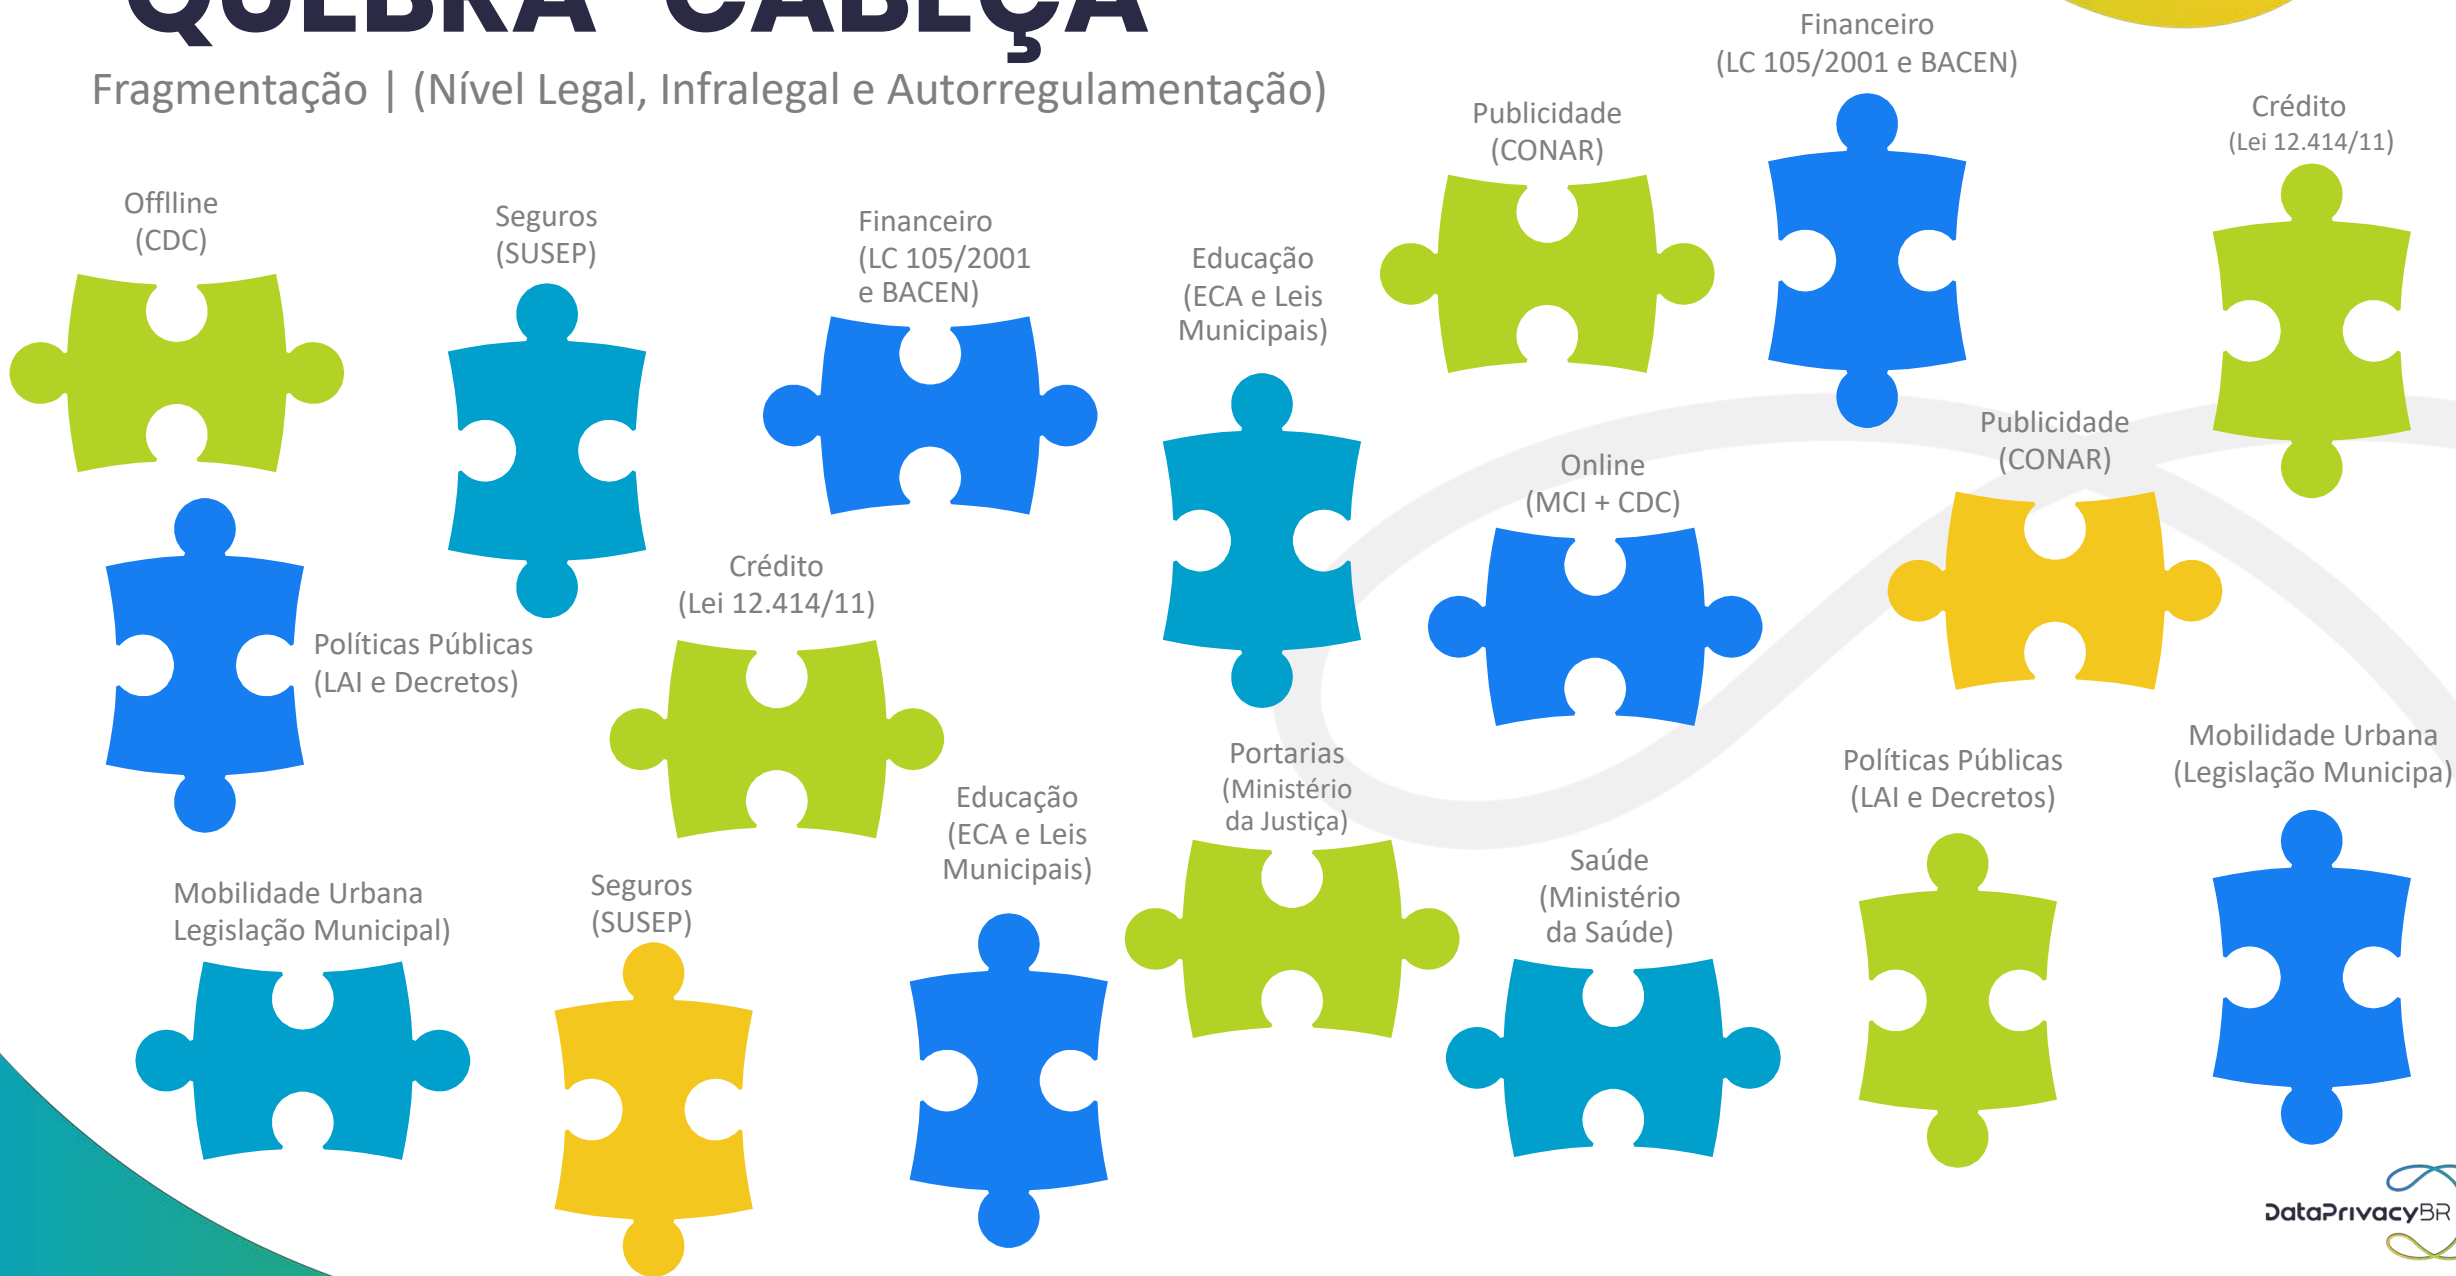 QUEBRA-CABEÇA
Fragmentação | (Nível Legal, Infralegal e Autorregulamentação)
Financeiro
(LC 105/2001 e BACEN)
Publicidade
(CONAR)
Crédito
(Lei 12.414/11)
Offlline
(CDC)
Seguros
(SUSEP)
Financeiro
(LC 105/2001
e BACEN)
Educação
(ECA e Leis
Municipais)
Publicidade
(CONAR)
Online
(MCI + CDC)
Crédito
(Lei 12.414/11)
Políticas Públicas
(LAI e Decretos)
Portarias
(Ministério
da Justiça)
Políticas Públicas
(LAI e Decretos)
Mobilidade Urbana
(Legislação Municipa)
Educação
(ECA e Leis
Municipais)
Saúde
(Ministério
da Saúde)
Mobilidade Urbana
Legislação Municipal)
Seguros
(SUSEP)
DataPrivacyBR